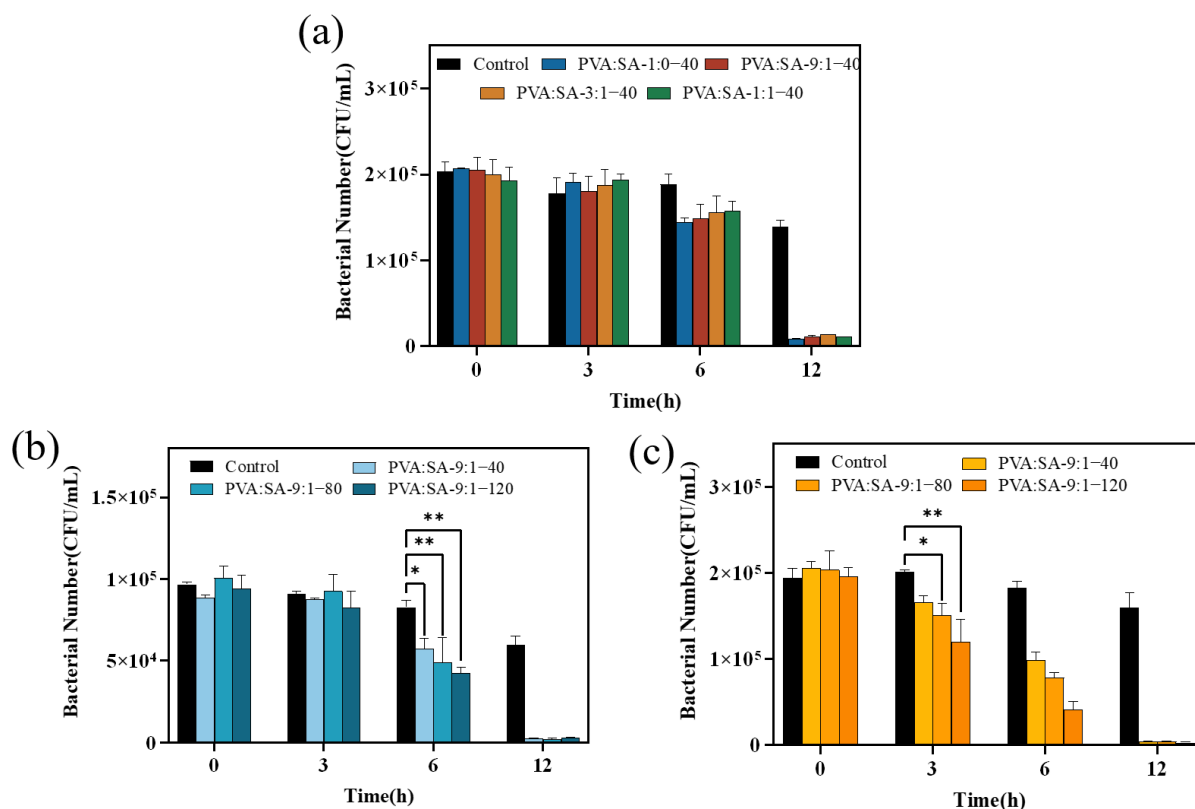 (a)
Control PVA:SA-1:0−40 PVA:SA-9:1−40
PVA:SA-3:1−40 PVA:SA-1:1−40
Bacterial Number(CFU/mL)
3×10⁵
2×10⁵
1×10⁵
0
0 3 6 12
Time(h)
(b)
Control PVA:SA-9:1−40
PVA:SA-9:1−80 PVA:SA-9:1−120
Bacterial Number(CFU/mL)
1.5×10⁵
1×10⁵
5×10⁴
0
**
**
*
0 3 6 12
Time(h)
(c)
Control PVA:SA-9:1−40
PVA:SA-9:1−80 PVA:SA-9:1−120
Bacterial Number(CFU/mL)
3×10⁵
2×10⁵
1×10⁵
0
**
*
0 3 6 12
Time(h)